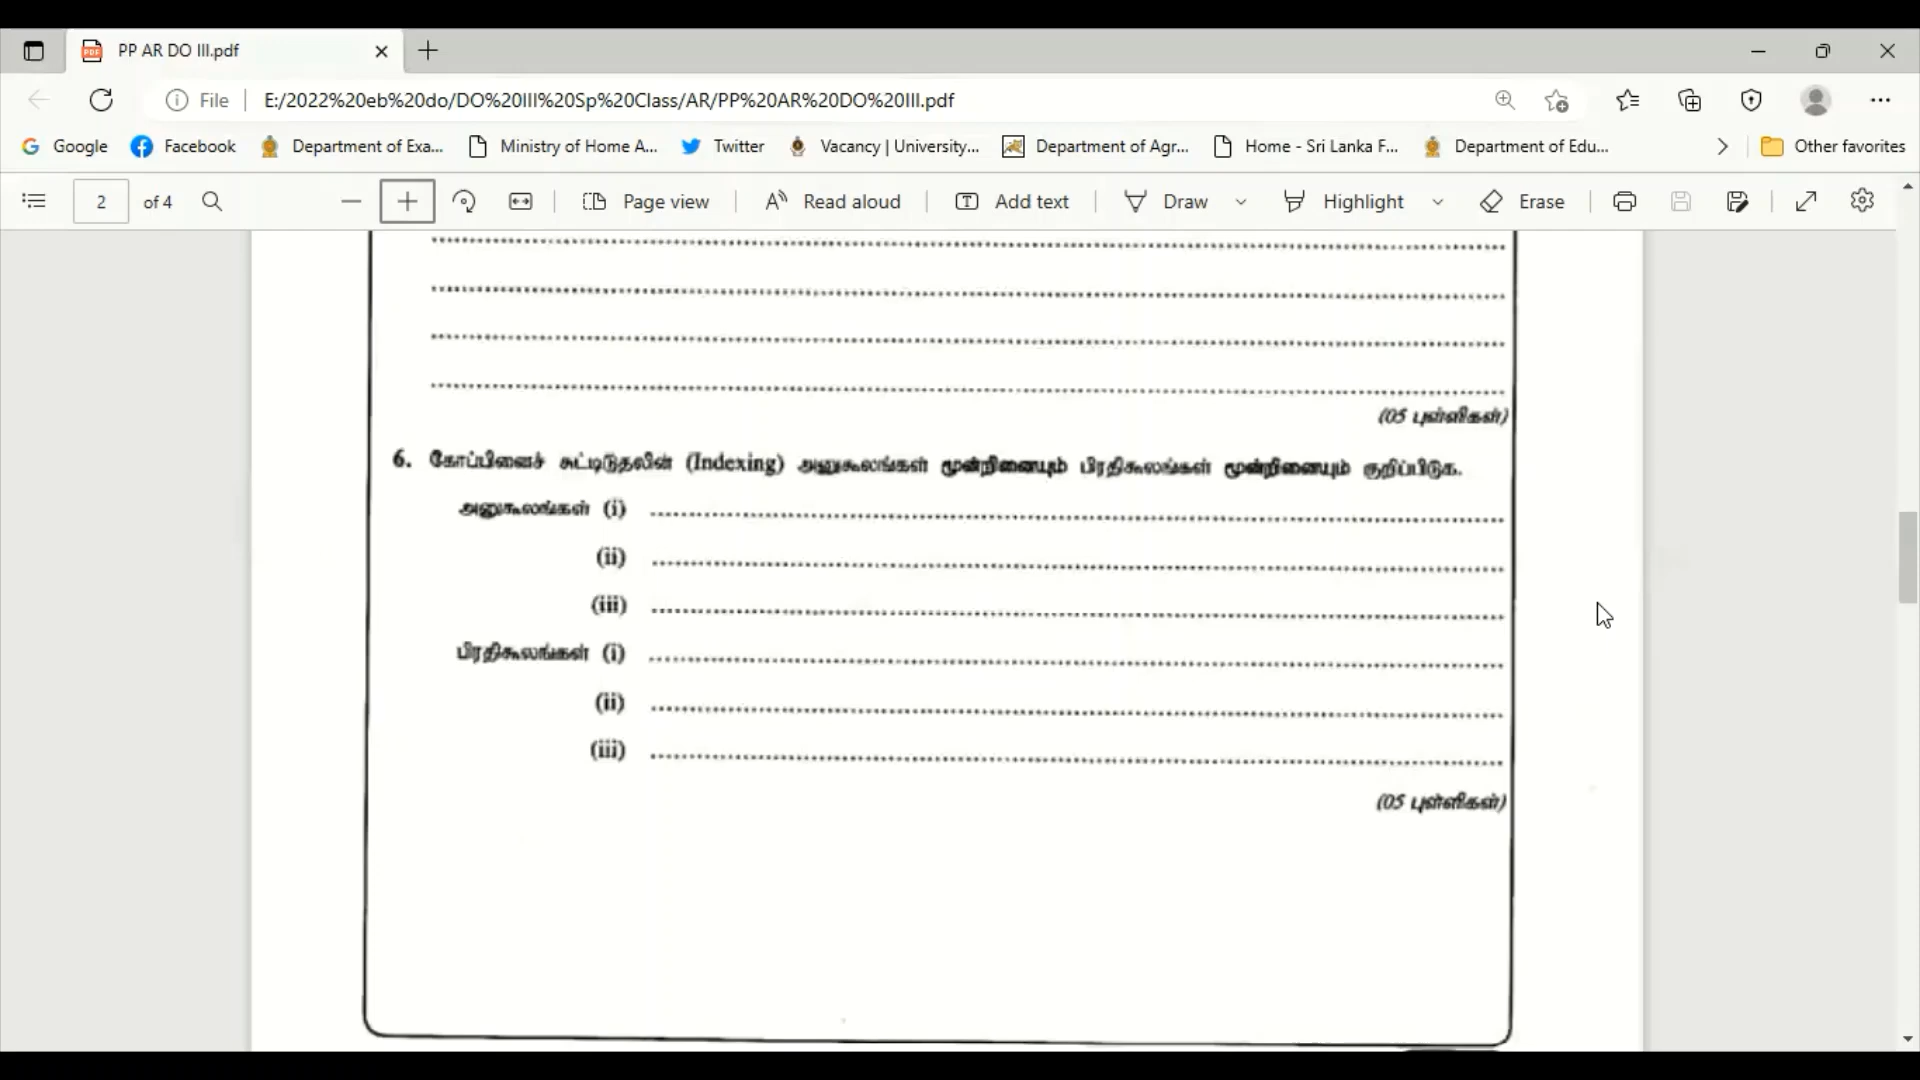 PP AR DO III.pdf
File E:/2022%20eb%20do/DO%20III%20Sp%20Class/AR/PP%20AR%20DO%20III.pdf
Google Facebook Department of Exa... Ministry of Home A... Twitter Vacancy | University... Department of Agr... Home - Sri Lanka F... Department of Edu... Other favorites
2 of 4 Page view Read aloud Add text Draw Highlight Erase
(05 புள்ளிகள்)
6. கோப்பினைச் சுட்டிடுதலின் (Indexing) அனுகூலங்கள் மூன்றினையும் பிரதிகூலங்கள் மூன்றினையும் குறிப்பிடுக.
அனுகூலங்கள் (i)
(ii)
(iii)
பிரதிகூலங்கள் (i)
(ii)
(iii)
(05 புள்ளிகள்)